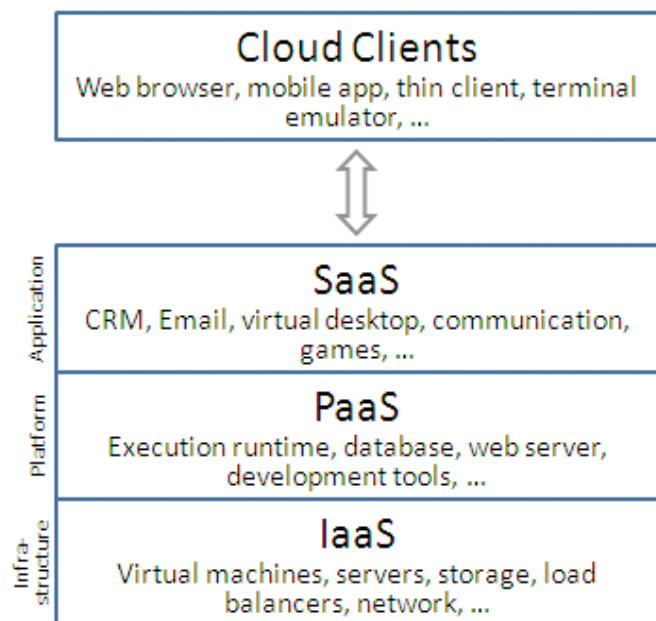 Cloud Clients
Web browser, mobile app, thin client, terminal
emulator, ...
Application
SaaS
CRM, Email, virtual desktop, communication,
games, ...
Platform
PaaS
Execution runtime, database, web server,
development tools, ...
Infra-
structure
IaaS
Virtual machines, servers, storage, load
balancers, network, ...